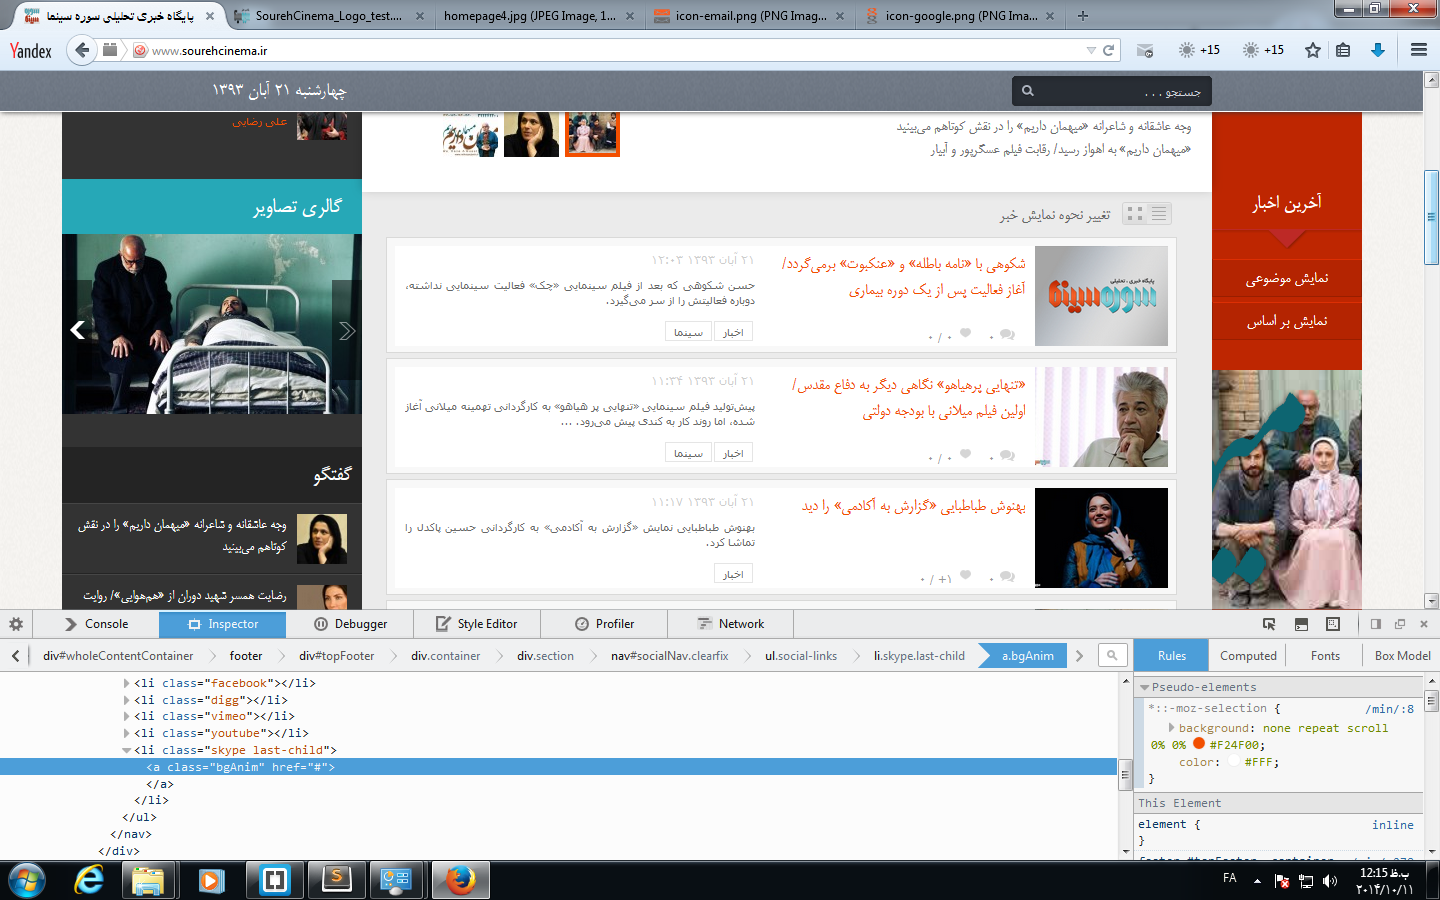 پایگاه خبری تحلیلی سوره سینما
SourehCinema_Logo_test....
homepage4.jpg (JPEG Image, 1...
icon-email.png (PNG Imag...
icon-google.png (PNG Ima...
Yandex
www.sourehcinema.ir
+15
+15
جستجو . . .
چهارشنبه ۲۱ آبان ۱۳۹۳
علی رضایی
وجه عاشقانه و شاعرانه «میهمان داریم» را در نقش کوتاهم می‌بینید
«میهمان داریم» به اهواز رسید/ رقابت فیلم عسگرپور و آبیار
آخرین اخبار
نمایش موضوعی
نمایش بر اساس
تغییر نحوه نمایش خبر
پایگاه خبری ، تحلیلی
سوره سینما
شکوهی با «نامه باطله» و «عنکبوت» برمی‌گردد/
آغاز فعالیت پس از یک دوره بیماری
۰
۰ / ۰
۲۱ آبان ۱۳۹۳ ۱۲:۰۳
حسن شکوهی که بعد از فیلم سینمایی «چک» فعالیت سینمایی نداشته،
دوباره فعالیتش را از سر می‌گیرد.
اخبار
سینما
«تنهایی پرهیاهو» نگاهی دیگر به دفاع مقدس/
اولین فیلم میلانی با بودجه دولتی
۰
۰ / ۰
۲۱ آبان ۱۳۹۳ ۱۱:۳۴
پیش‌تولید فیلم سینمایی «تنهایی پر هیاهو» به کارگردانی تهمینه میلانی آغاز
شده، اما روند کار به کندی پیش می‌رود. ...
اخبار
سینما
بهنوش طباطبایی «گزارش به آکادمی» را دید
۰
۰ / +۱
۲۱ آبان ۱۳۹۳ ۱۱:۱۷
بهنوش طباطبایی نمایش «گزارش به آکادمی» به کارگردانی حسین پاکدل را
تماشا کرد.
اخبار
گالری تصاویر
گفتگو
وجه عاشقانه و شاعرانه «میهمان داریم» را در نقش
کوتاهم می‌بینید
رضایت همسر شهید دوران از «هم‌هوایی»/ روایت
Console
Inspector
Debugger
Style Editor
Profiler
Network
div#wholeContentContainer
footer
div#topFooter
div.container
div.section
nav#socialNav.clearfix
ul.social-links
li.skype.last-child
a.bgAnim
Rules
Computed
Fonts
Box Model
<li class="facebook"></li>
<li class="digg"></li>
<li class="vimeo"></li>
<li class="youtube"></li>
<li class="skype last-child">
<a class="bgAnim" href="#">
</a>
</li>
</ul>
</nav>
</div>
Pseudo-elements
*::-moz-selection {
/min/:8
background: none repeat scroll
0% 0% #F24F00;
color: #FFF;
}
This Element
element {
inline
}
FA
12:15 ب.ظ
۲۰۱۴/۱۰/۱۱